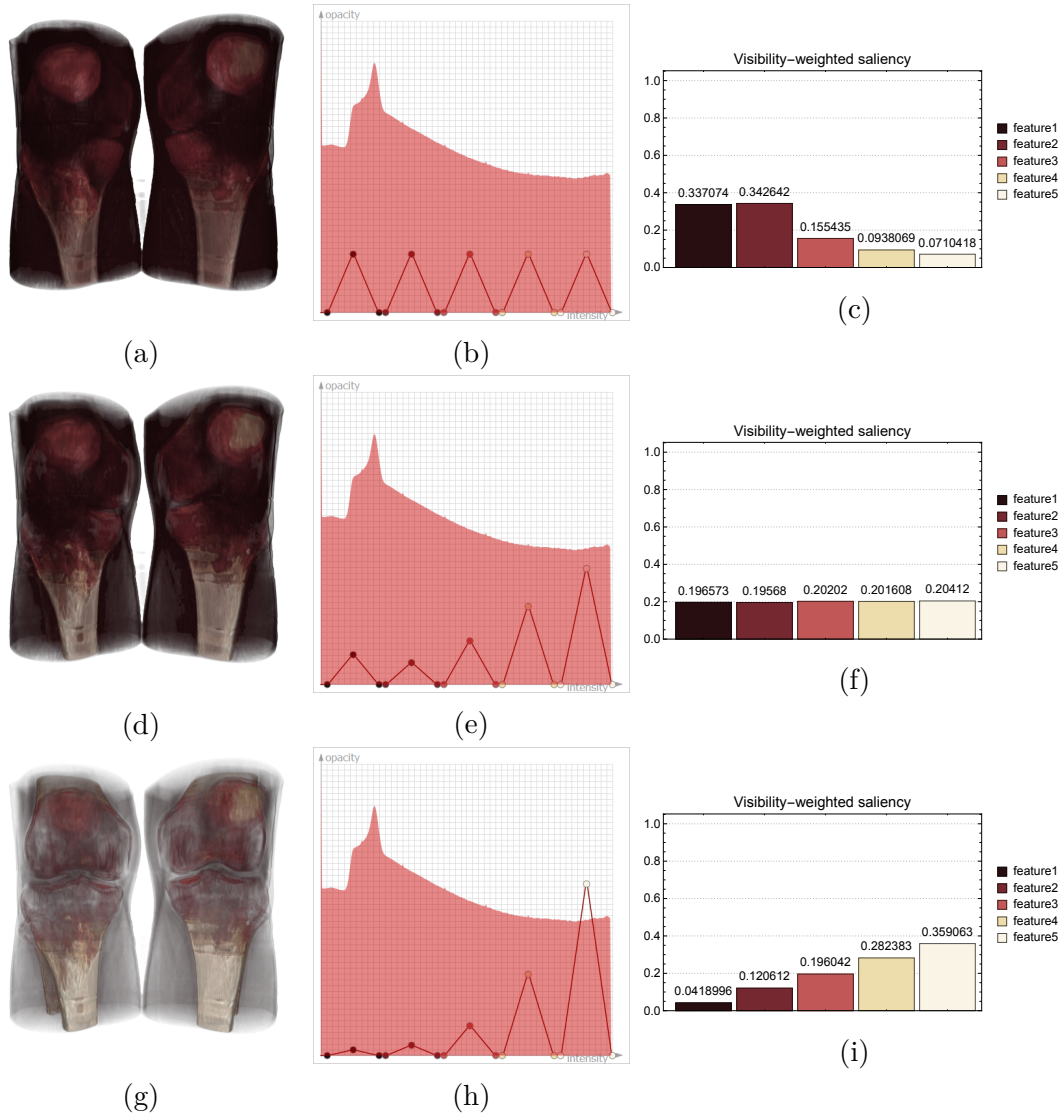 opacity
intensity
Visibility-weighted saliency
1.0
0.8
0.6
0.4
0.2
0.0
0.337074
0.342642
0.155435
0.0938069
0.0710418
feature1
feature2
feature3
feature4
feature5
(a)
(b)
(c)
opacity
intensity
Visibility-weighted saliency
1.0
0.8
0.6
0.4
0.2
0.0
0.196573
0.19568
0.20202
0.201608
0.20412
feature1
feature2
feature3
feature4
feature5
(d)
(e)
(f)
opacity
intensity
Visibility-weighted saliency
1.0
0.8
0.6
0.4
0.2
0.0
0.0418996
0.120612
0.196042
0.282383
0.359063
feature1
feature2
feature3
feature4
feature5
(g)
(h)
(i)